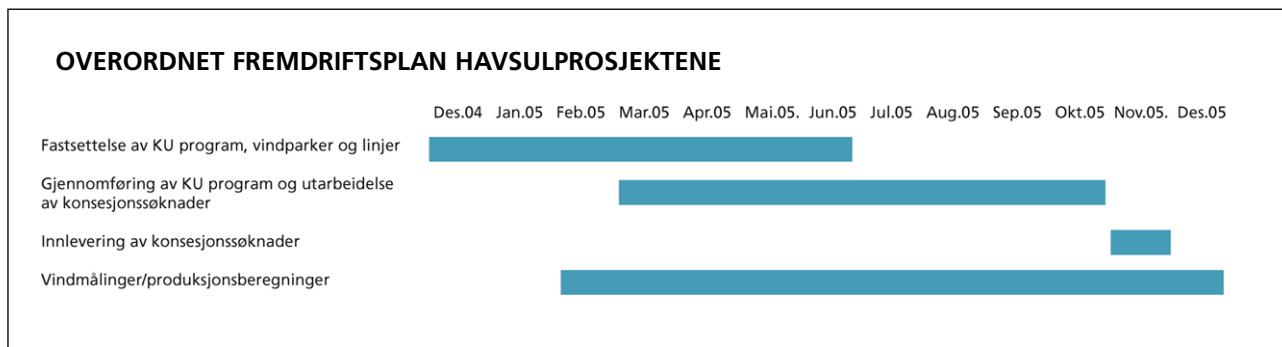 OVERORDNET FREMDRIFTSPLAN HAVSULPROSJEKTENE
Des.04 Jan.05 Feb.05 Mar.05 Apr.05 Mai.05. Jun.05 Jul.05 Aug.05 Sep.05 Okt.05 Nov.05. Des.05
Fastsettelse av KU program, vindparker og linjer
Gjennomføring av KU program og utarbeidelse
av konsesjonssøknader
Innlevering av konsesjonssøknader
Vindmålinger/produksjonsberegninger